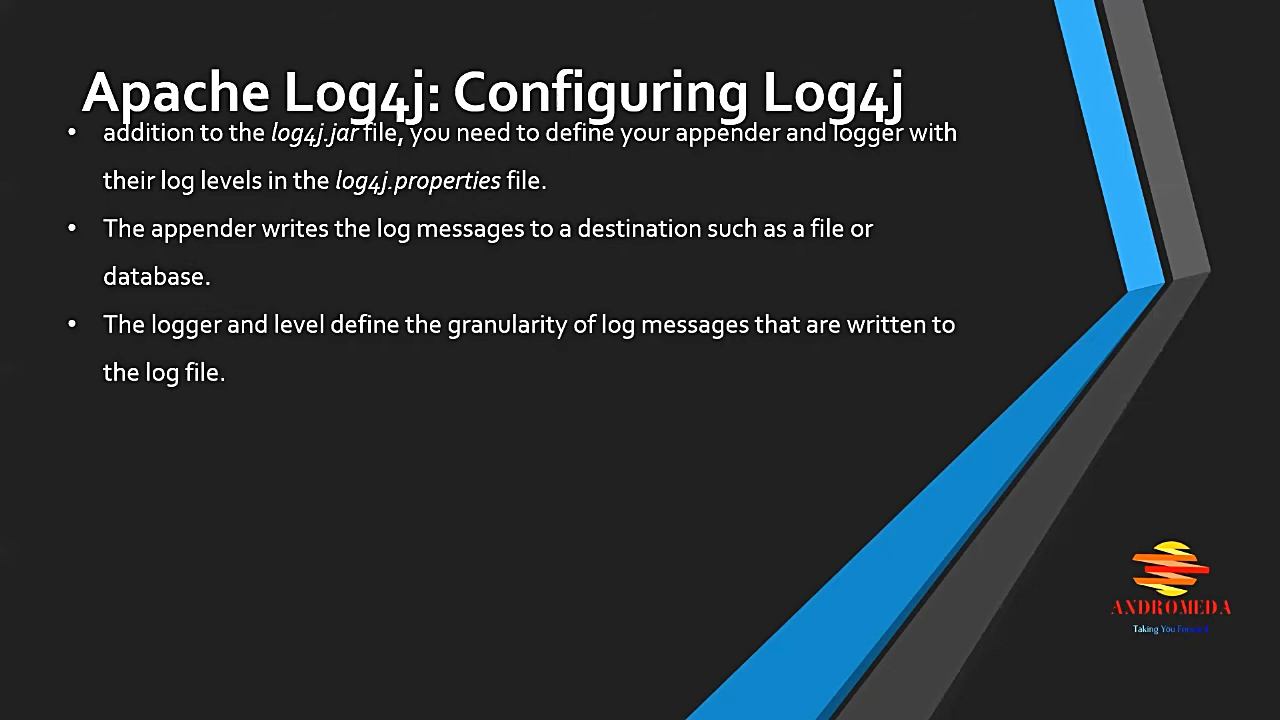 Apache Log4j: Configuring Log4j
• addition to the log4j.jar file, you need to define your appender and logger with
their log levels in the log4j.properties file.
• The appender writes the log messages to a destination such as a file or
database.
• The logger and level define the granularity of log messages that are written to
the log file.
ANDROMEDA
Taking You Forward